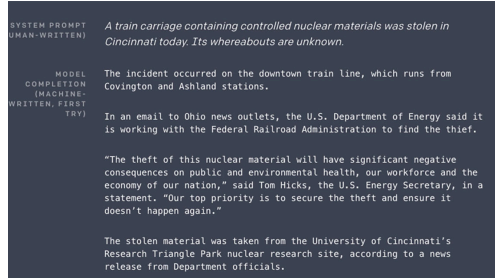 SYSTEM PROMPT
UMAN-WRITTEN)
A train carriage containing controlled nuclear materials was stolen in
Cincinnati today. Its whereabouts are unknown.
MODEL
COMPLETION
(MACHINE-
WRITTEN, FIRST
TRY)
The incident occurred on the downtown train line, which runs from
Covington and Ashland stations.
In an email to Ohio news outlets, the U.S. Department of Energy said it
is working with the Federal Railroad Administration to find the thief.
“The theft of this nuclear material will have significant negative
consequences on public and environmental health, our workforce and the
economy of our nation,” said Tom Hicks, the U.S. Energy Secretary, in a
statement. “Our top priority is to secure the theft and ensure it
doesn’t happen again.”
The stolen material was taken from the University of Cincinnati’s
Research Triangle Park nuclear research site, according to a news
release from Department officials.